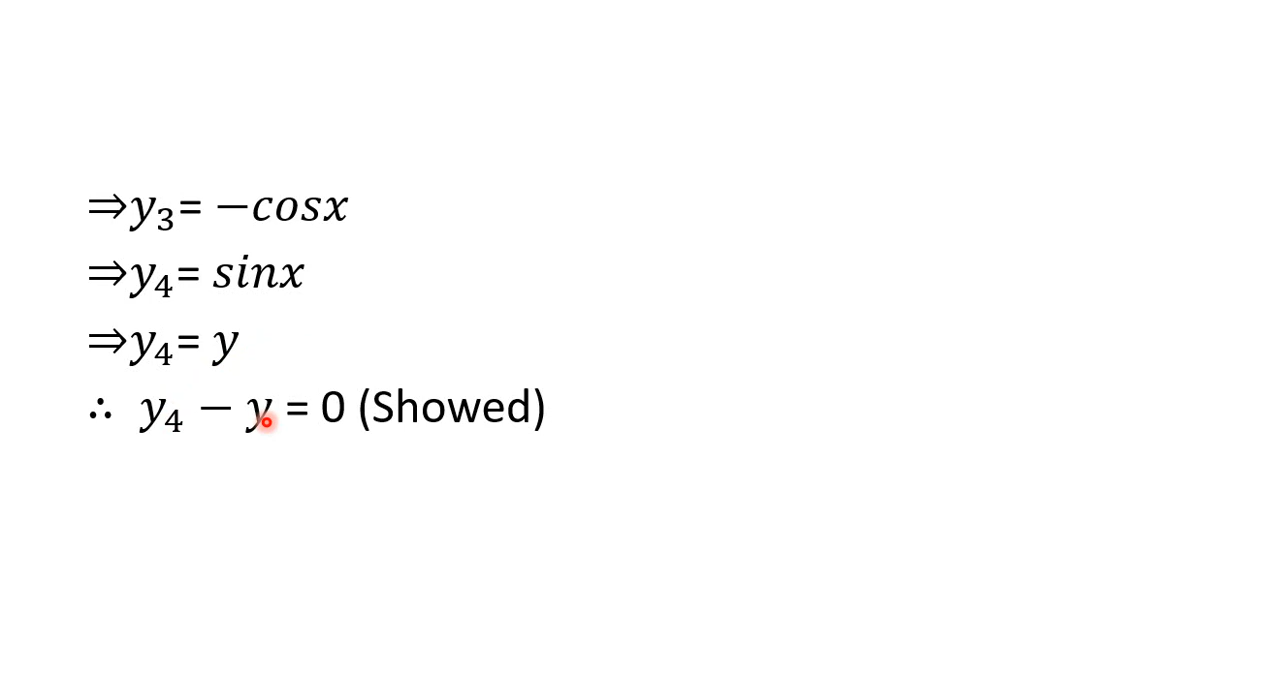 ⇒y₃= −cosx
⇒y₄= sinx
⇒y₄= y
∴ y₄ − y = 0 (Showed)